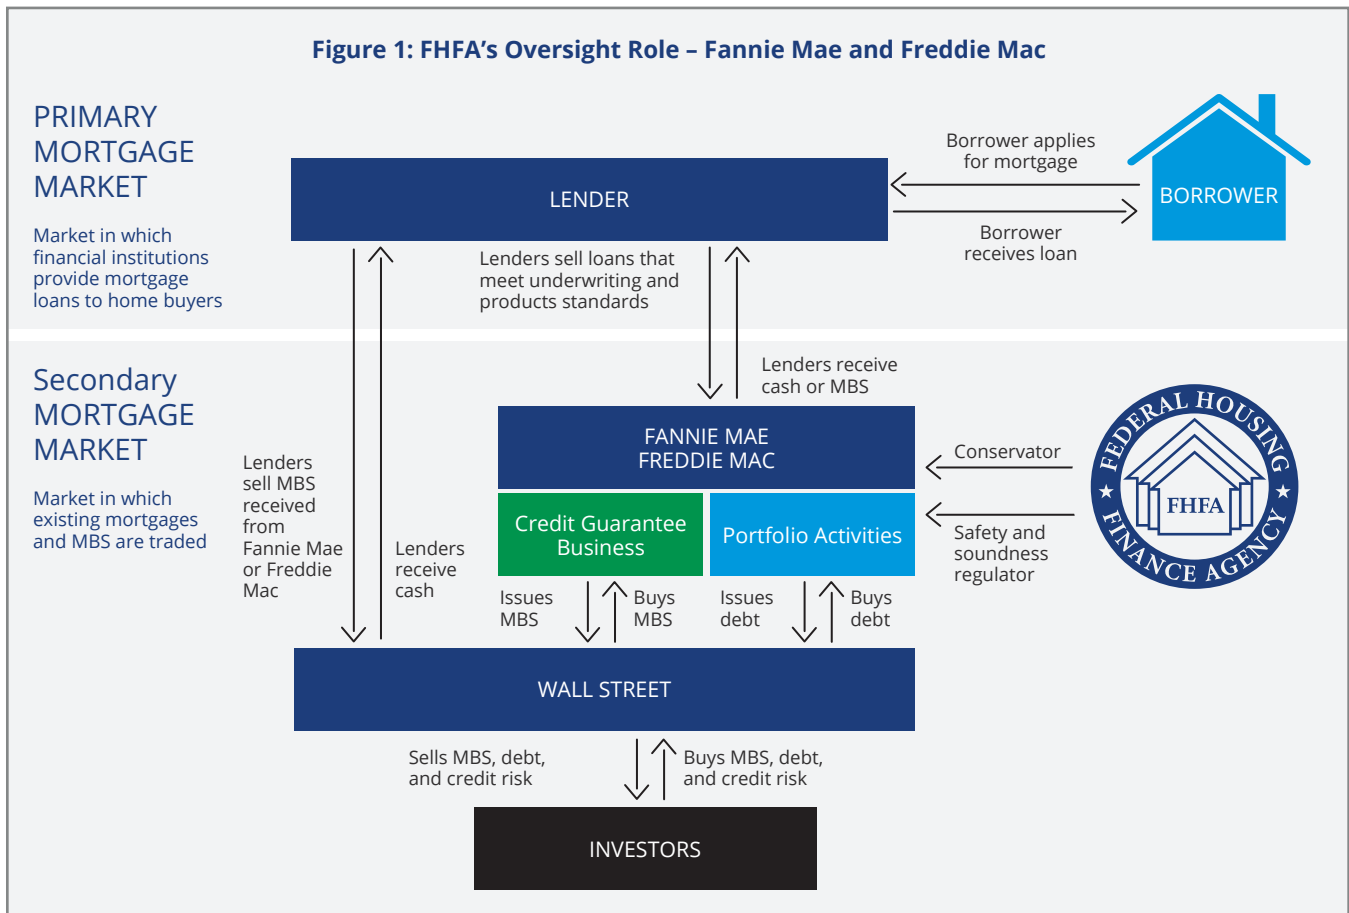 Figure 1: FHFA’s Oversight Role – Fannie Mae and Freddie Mac
PRIMARY
MORTGAGE
MARKET
Market in which
financial institutions
provide mortgage
loans to home buyers
LENDER
Borrower applies
for mortgage
BORROWER
Borrower
receives loan
Lenders sell loans that
meet underwriting and
products standards
Lenders receive
cash or MBS
Secondary
MORTGAGE
MARKET
Market in which
existing mortgages
and MBS are traded
Lenders
sell MBS
received
from
Fannie Mae
or Freddie
Mac
Lenders
receive
cash
FANNIE MAE
FREDDIE MAC
Credit Guarantee
Business
Portfolio Activities
Conservator
Safety and
soundness
regulator
FEDERAL HOUSING
FHFA
FINANCE AGENCY
Issues
MBS
Buys
MBS
Issues
debt
Buys
debt
WALL STREET
Sells MBS, debt,
and credit risk
Buys MBS, debt,
and credit risk
INVESTORS